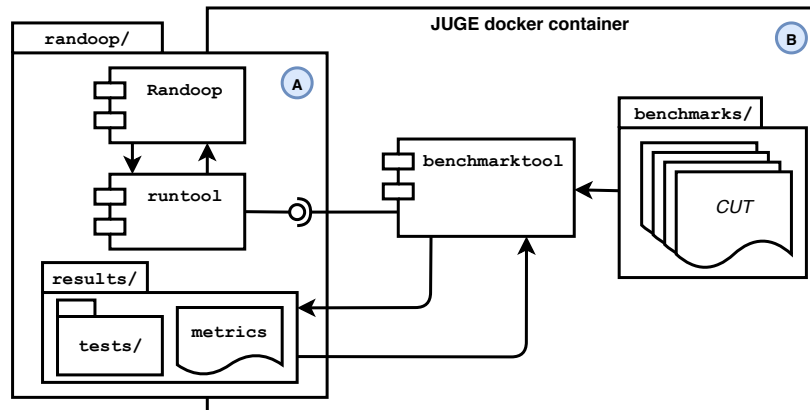 JUGE docker container
B
randoop/
A
Randoop
runtool
benchmarktool
benchmarks/
CUT
results/
tests/
metrics